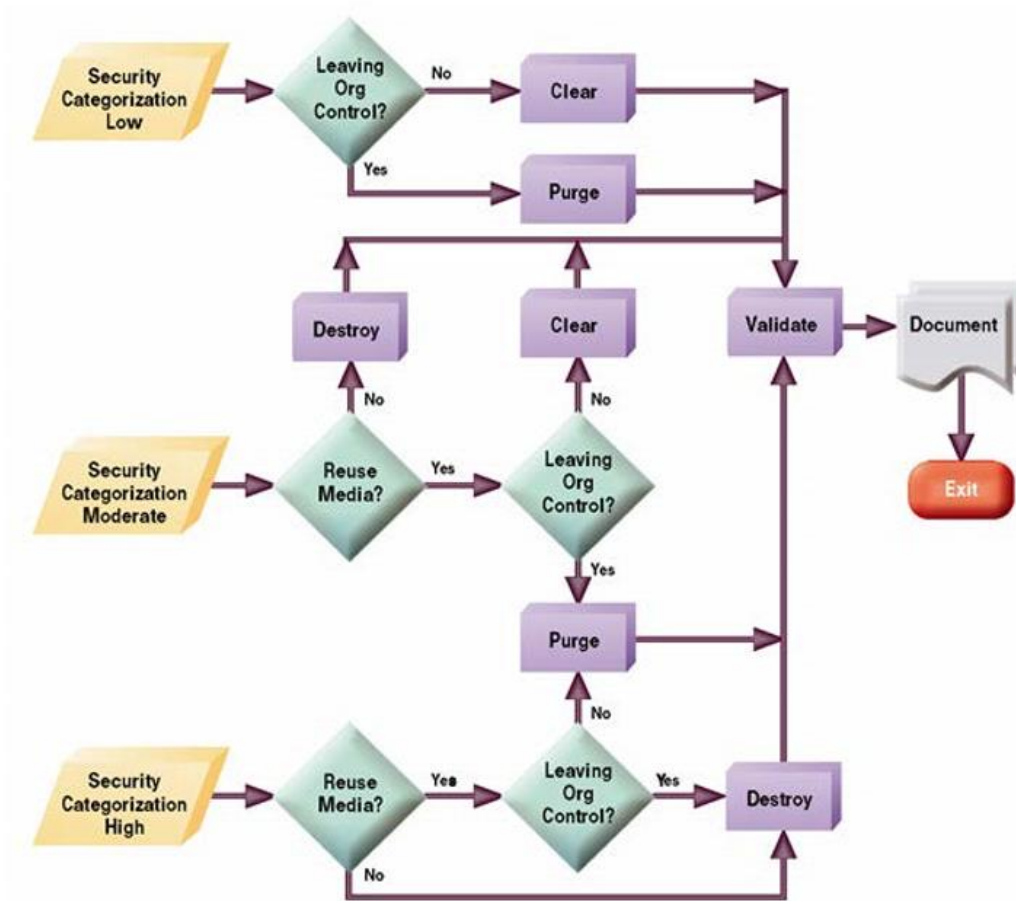 Security
Categorization
Low
Leaving
Org
Control?
No
Clear
Yes
Purge
Destroy
Clear
Validate
Document
No
No
Security
Categorization
Moderate
Reuse
Media?
Yes
Leaving
Org
Control?
Exit
Yes
Purge
No
Security
Categorization
High
Reuse
Media?
Yes
Leaving
Org
Control?
Yes
Destroy
No